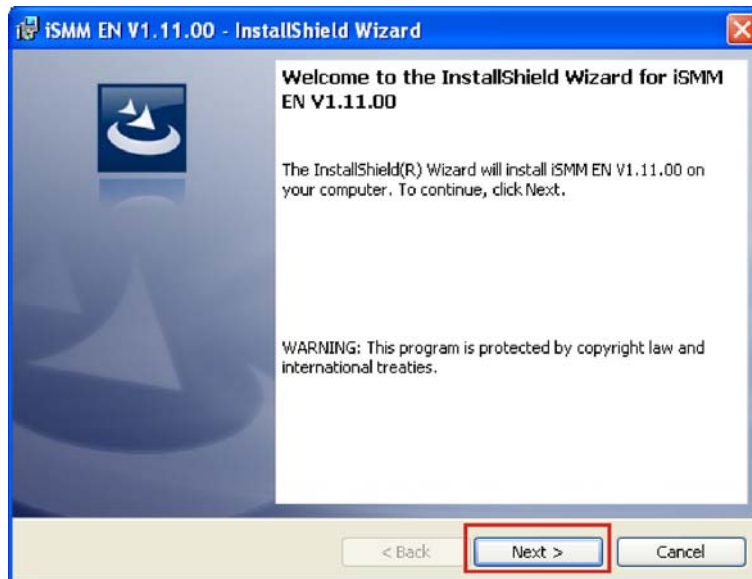 iSMM EN V1.11.00 - InstallShield Wizard
Welcome to the InstallShield Wizard for iSMM
EN V1.11.00
The InstallShield(R) Wizard will install iSMM EN V1.11.00 on
your computer. To continue, click Next.
WARNING: This program is protected by copyright law and
international treaties.
< Back
Next >
Cancel